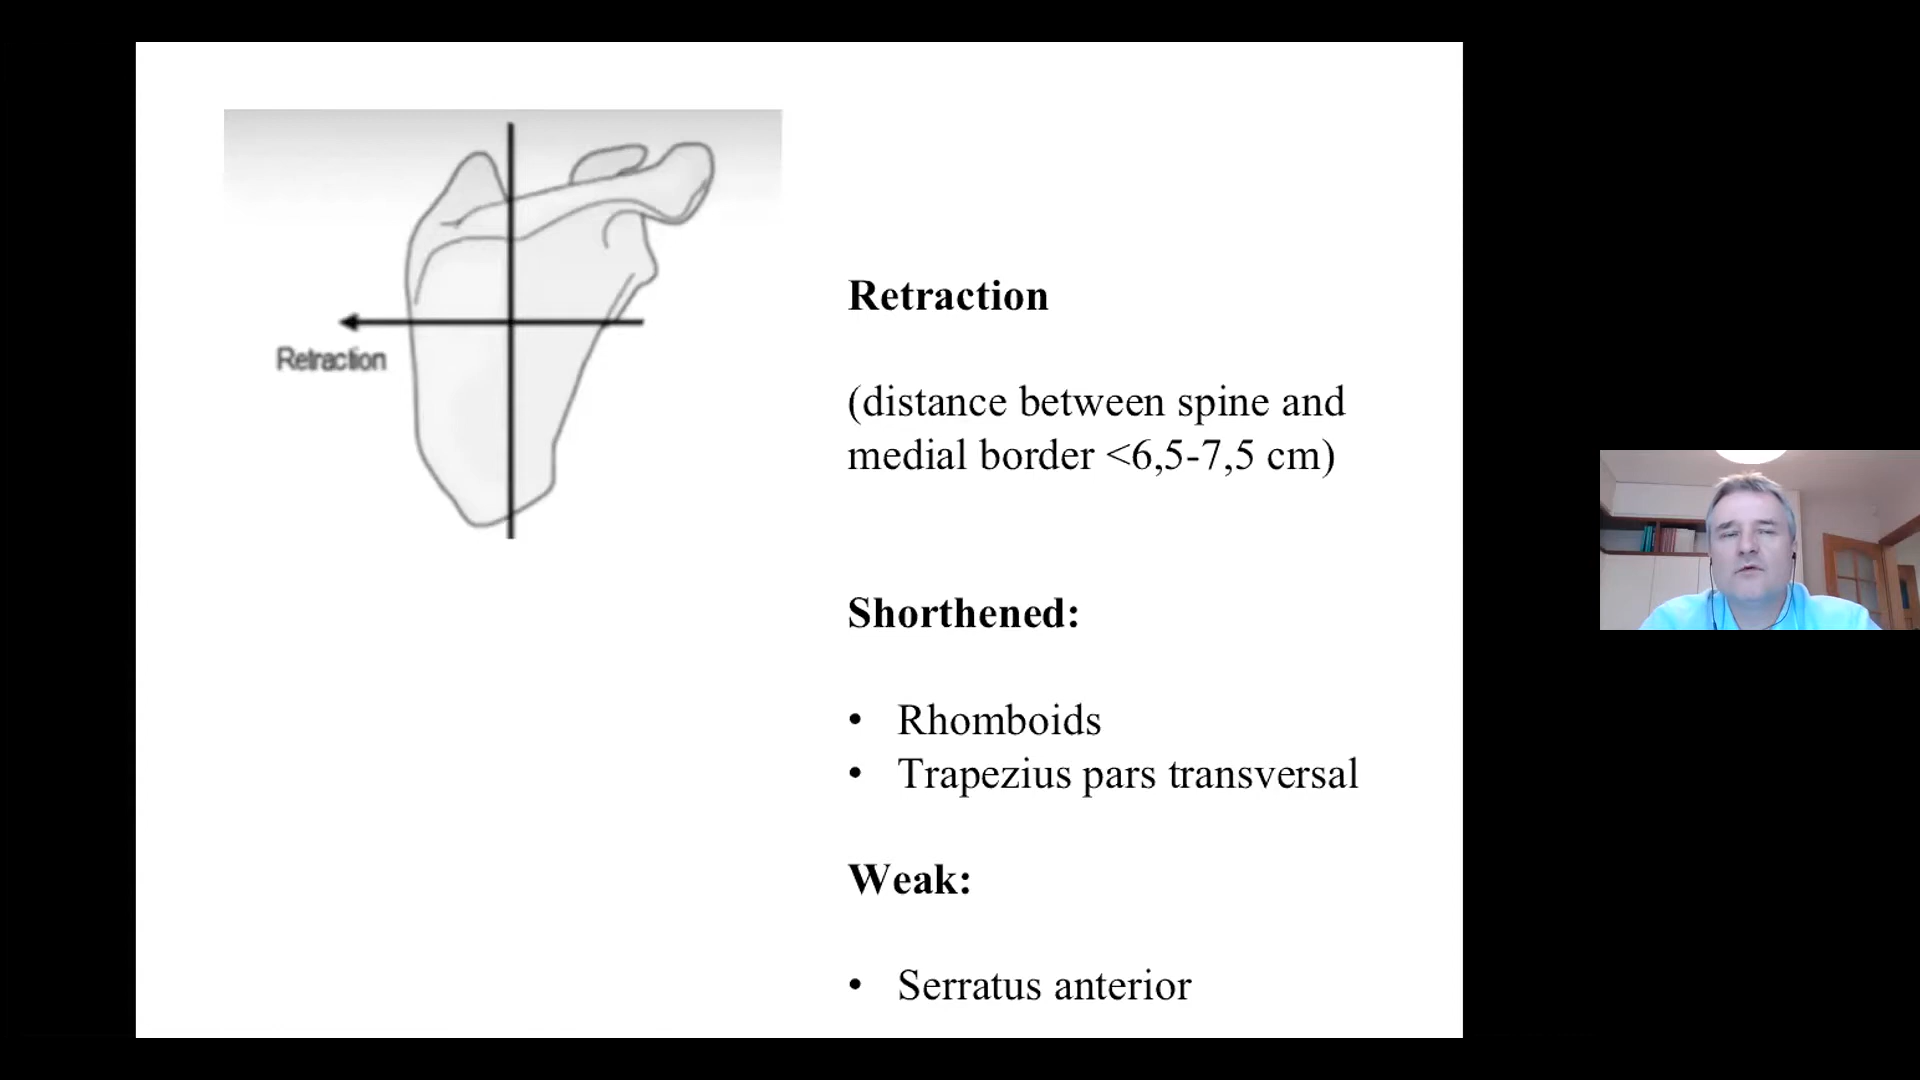 Retraction
Retraction
(distance between spine and
medial border <6,5-7,5 cm)
Shorthened:
• Rhomboids
• Trapezius pars transversal
Weak:
• Serratus anterior